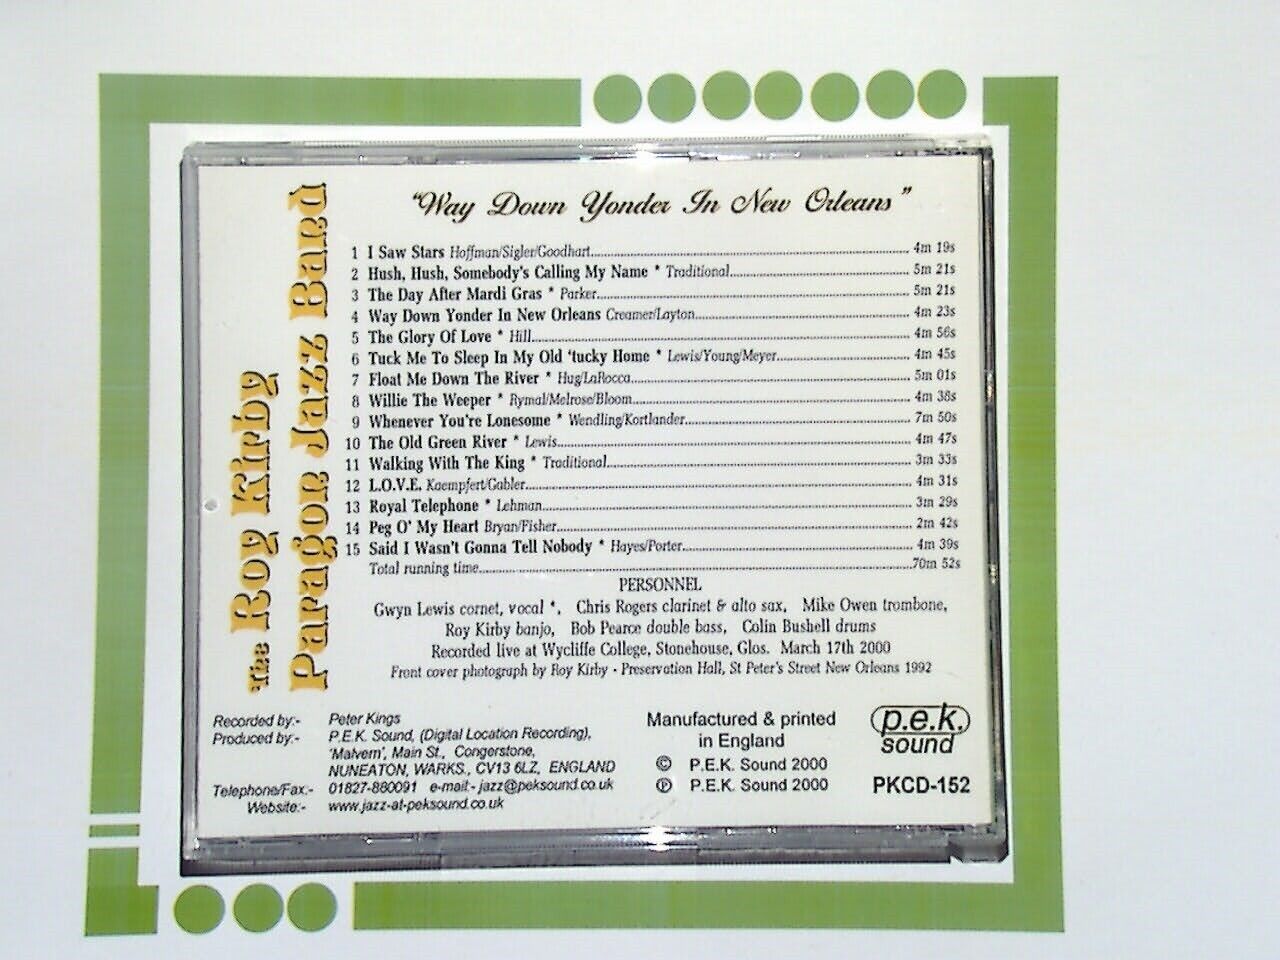 The Roy Kirby
Paragon Jazz Band
"Way Down Yonder In New Orleans"
1 I Saw Stars Hoffman/Sigler/Goodhart 4m 19s
2 Hush, Hush, Somebody's Calling My Name * Traditional 5m 21s
3 The Day After Mardi Gras * Parker 5m 21s
4 Way Down Yonder In New Orleans Creamer/Layton 4m 23s
5 The Glory Of Love * Hill 4m 56s
6 Tuck Me To Sleep In My Old 'tucky Home * Lewis/Young/Meyer 4m 45s
7 Float Me Down The River * Hug/LaRocca 5m 01s
8 Willie The Weeper * Rymal/Melrose/Bloom 4m 38s
9 Whenever You're Lonesome * Wendling/Kortlander 7m 50s
10 The Old Green River * Lewis 4m 47s
11 Walking With The King * Traditional 3m 33s
12 L.O.V.E. Kaempfert/Gabler 4m 31s
13 Royal Telephone * Lehman 3m 29s
14 Peg O' My Heart Bryan/Fisher 2m 42s
15 Said I Wasn't Gonna Tell Nobody * Hayes/Porter 4m 39s
Total running time 70m 52s
PERSONNEL
Gwyn Lewis cornet, vocal *, Chris Rogers clarinet & alto sax, Mike Owen trombone,
Roy Kirby banjo, Bob Pearce double bass, Colin Bushell drums
Recorded live at Wycliffe College, Stonehouse, Glos. March 17th 2000
Front cover photograph by Roy Kirby - Preservation Hall, St Peter's Street New Orleans 1992
Recorded by:- Peter Kings
Produced by:- P.E.K. Sound, (Digital Location Recording),
'Malvern', Main St., Congerstone,
NUNEATON, WARKS., CV13 6LZ, ENGLAND
Telephone/Fax.- 01827-880091 e-mail:- jazz@peksound.co.uk
Website:- www.jazz-at-peksound.co.uk
Manufactured & printed
in England
© P.E.K. Sound 2000
℗ P.E.K. Sound 2000
p.e.k.
sound
PKCD-152